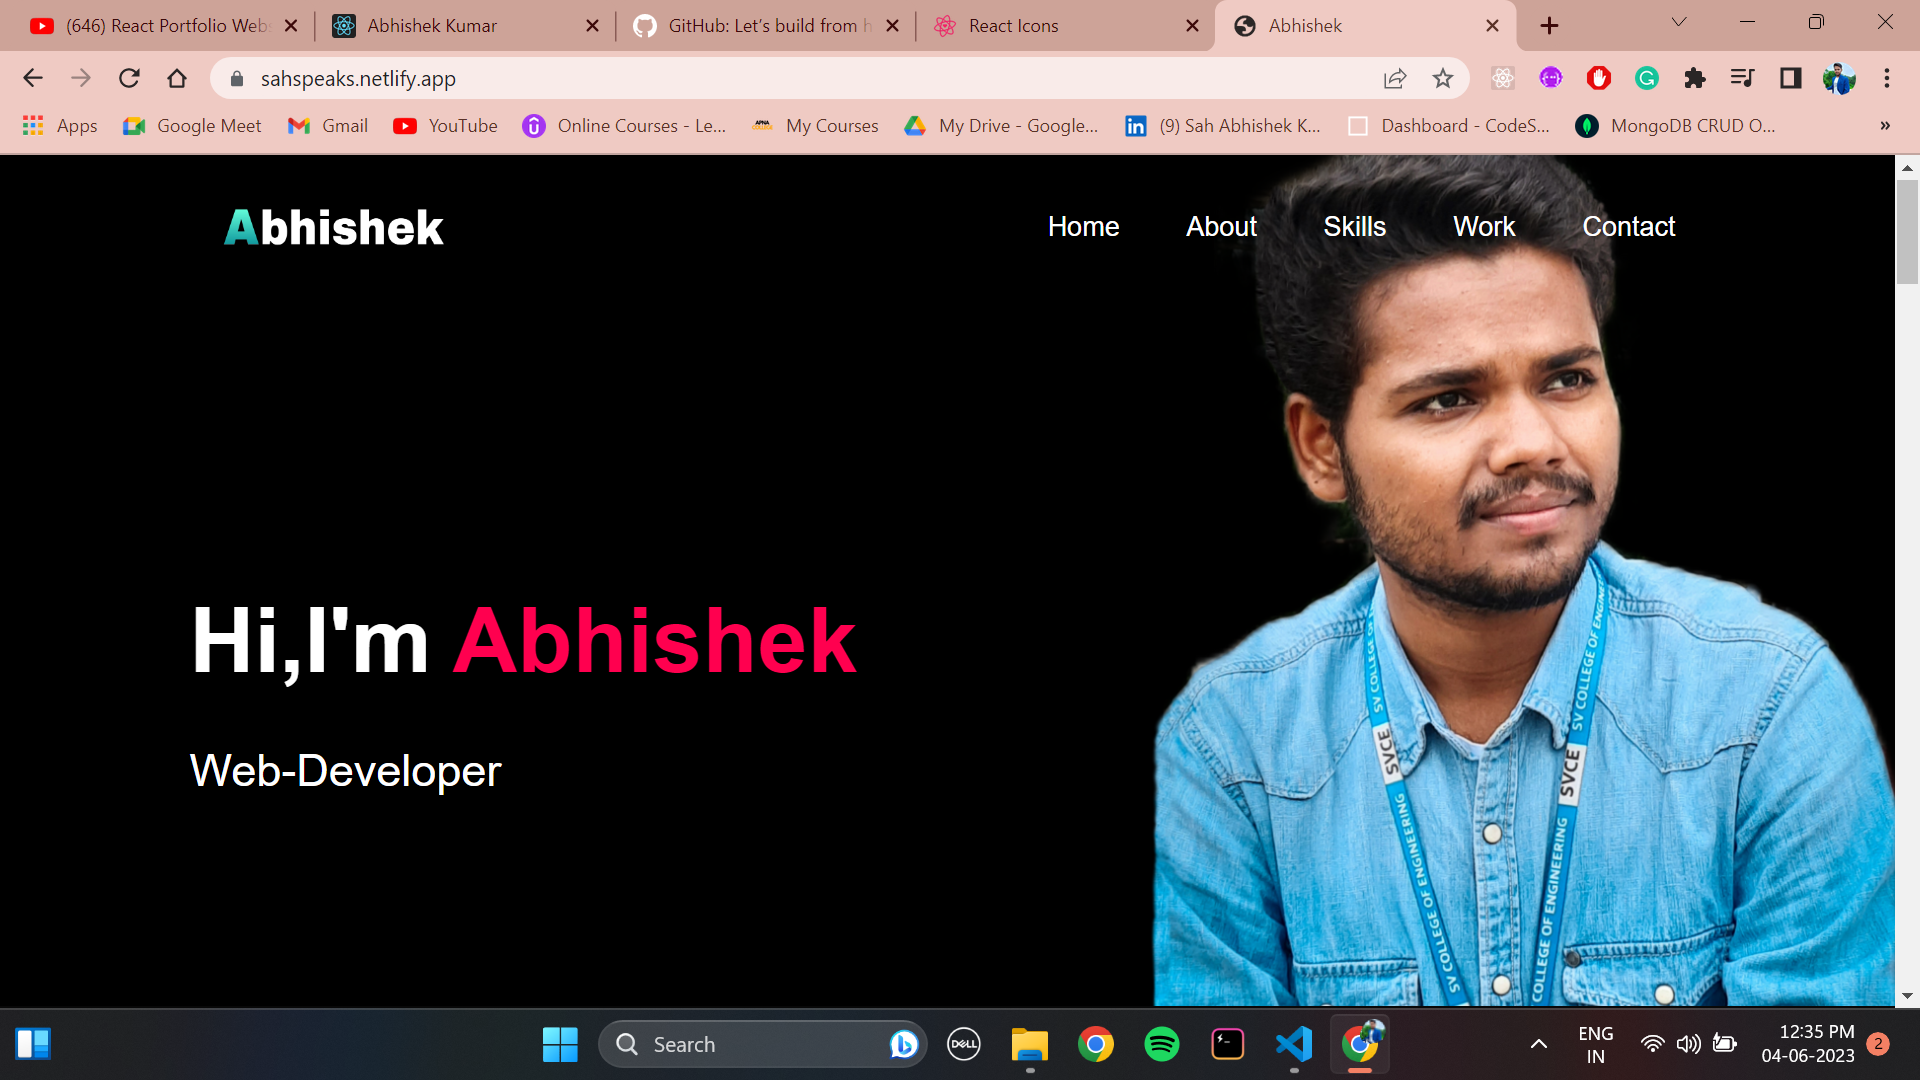 (646) React Portfolio Webs
Abhishek Kumar
GitHub: Let's build from h
React Icons
Abhishek
sahspeaks.netlify.app
Apps
Google Meet
Gmail
YouTube
Online Courses - Le...
APNA
My Courses
My Drive - Google...
(9) Sah Abhishek K...
Dashboard - CodeS...
MongoDB CRUD O...
Abhishek
Home
About
Skills
Work
Contact
Hi,I'm Abhishek
Web-Developer
SV COLLEGE OF ENGINEERING
SVCE
SV COLLEGE OF ENGINEERING
SVCE
COLLEGE OF ENGINEERING
Search
DELL
ENG
IN
12:35 PM
04-06-2023
2